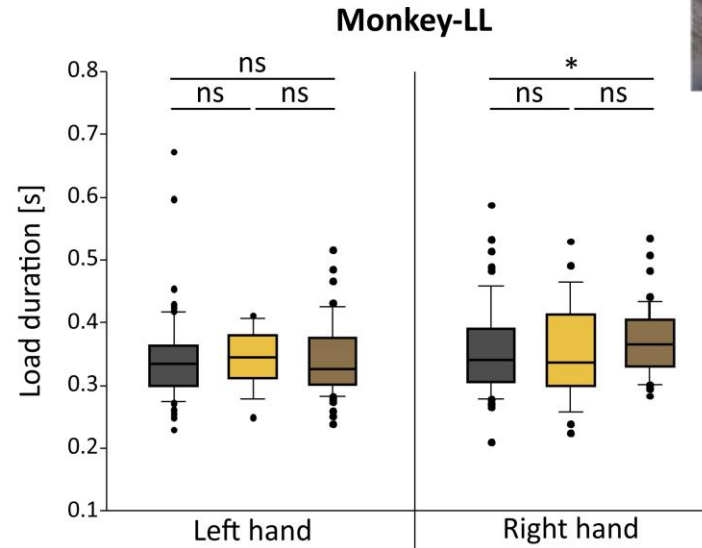 Monkey-LL
ns
ns ns
*
ns ns
Load duration [s]
0.8
0.7
0.6
0.5
0.4
0.3
0.2
0.1
Left hand
Right hand